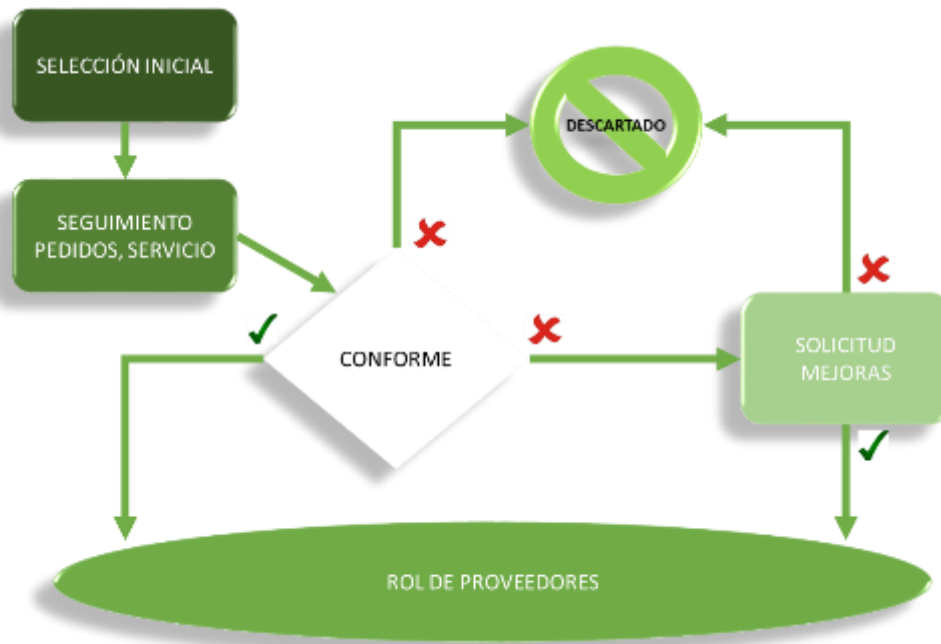 SELECCIÓN INICIAL
DESCARTADO
SEGUIMIENTO
PEDIDOS, SERVICIO
CONFORME
SOLICITUD
MEJORAS
ROL DE PROVEEDORES